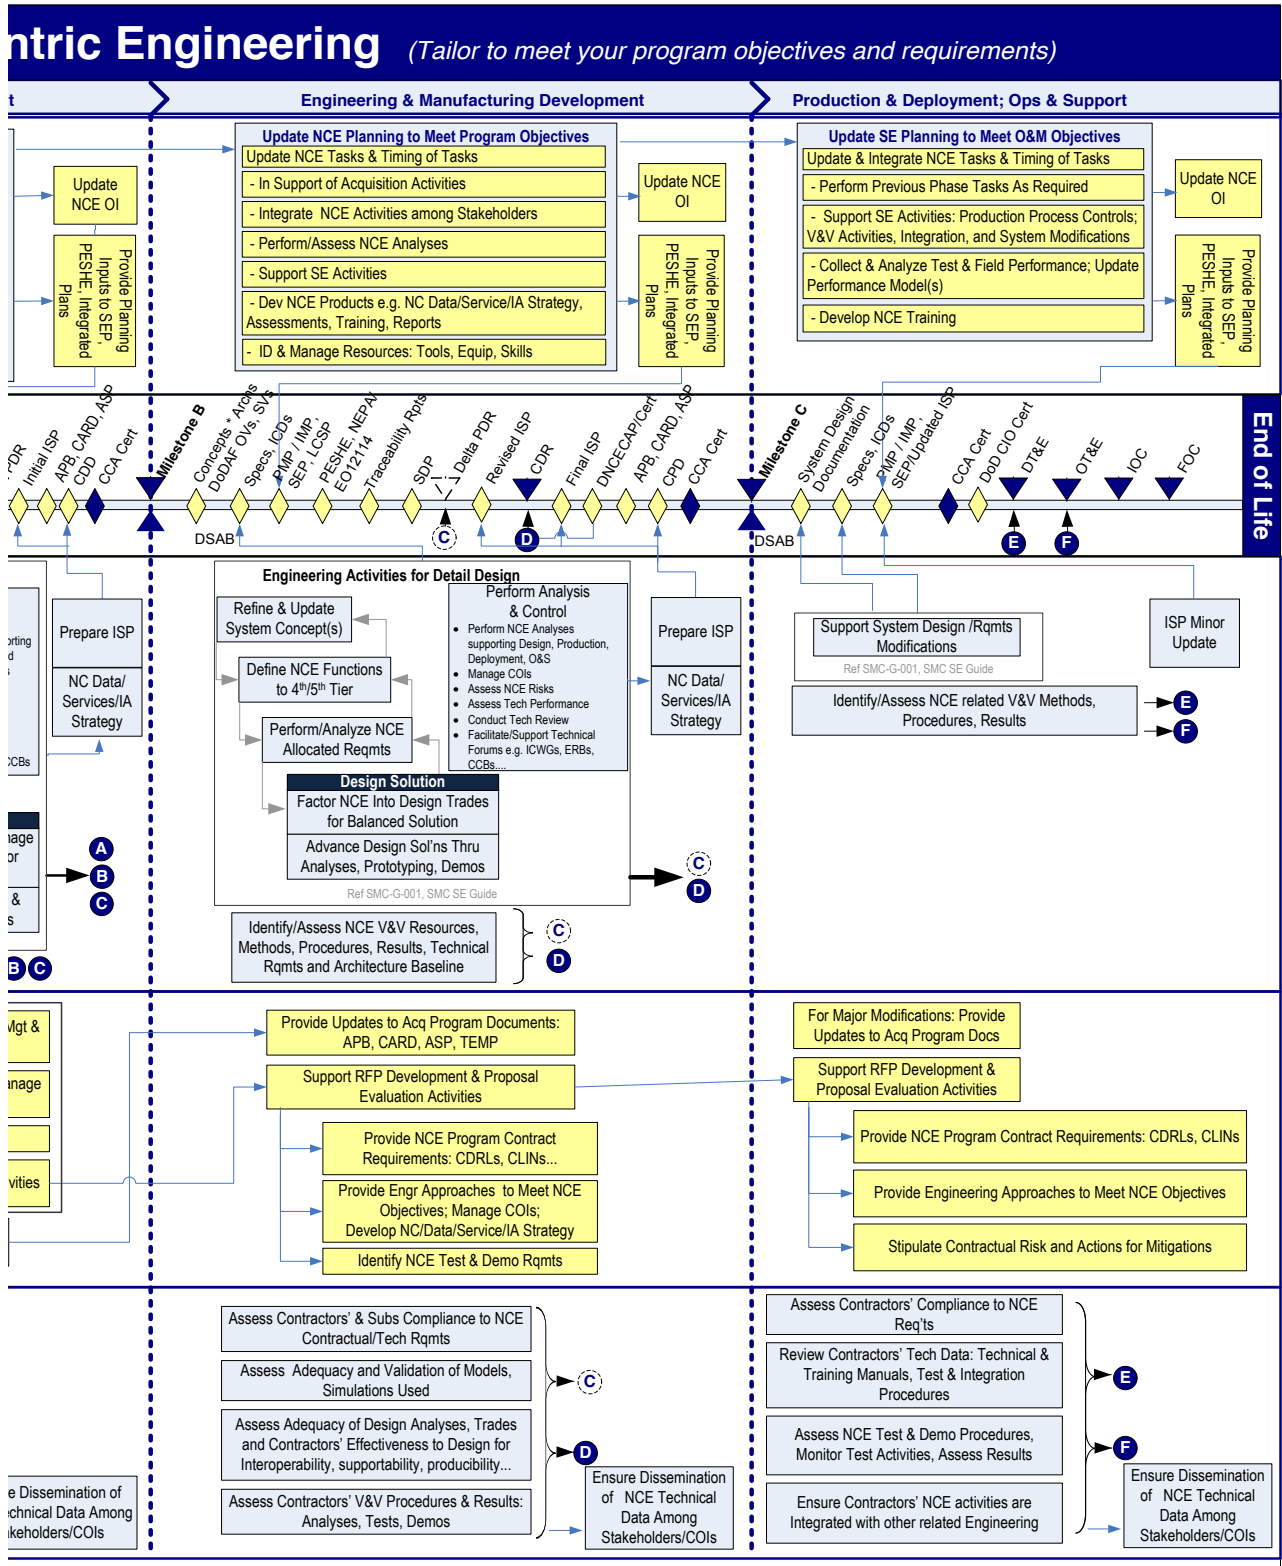 ntric Engineering (Tailor to meet your program objectives and requirements)
t
Engineering & Manufacturing Development
Production & Deployment; Ops & Support
Update
NCE OI
Provide Planning
Inputs to SEP,
PESHE, Integrated
Plans
Update NCE Planning to Meet Program Objectives
Update NCE Tasks & Timing of Tasks
- In Support of Acquisition Activities
- Integrate NCE Activities among Stakeholders
- Perform/Assess NCE Analyses
- Support SE Activities
- Dev NCE Products e.g. NC Data/Service/IA Strategy,
Assessments, Training, Reports
- ID & Manage Resources: Tools, Equip, Skills
Update NCE
OI
Provide Planning
Inputs to SEP,
PESHE, Integrated
Plans
Update SE Planning to Meet O&M Objectives
Update & Integrate NCE Tasks & Timing of Tasks
- Perform Previous Phase Tasks As Required
- Support SE Activities: Production Process Controls;
V&V Activities, Integration, and System Modifications
- Collect & Analyze Test & Field Performance; Update
Performance Model(s)
- Develop NCE Training
Update NCE
OI
Provide Planning
Inputs to SEP,
PESHE, Integrated
Plans
PDR
Initial ISP
APB, CARD, ASP
CDD
CCA Cert
Milestone B
Concepts * Archs
DoDAF OVs, SVs
Specs, ICDs
PMP / IMP,
SEP, LCSP
PESHE, NEPA/
EO12114
Traceability Rpts
SDP
Delta PDR
Revised ISP
CDR
Final ISP
DNCECAP/Cert
APB, CARD, ASP
CPD
CCA Cert
Milestone C
System Design
Documentation
Specs, ICDs
PMP / IMP,
SEP/Updated ISP
CCA Cert
DoD CIO Cert
DT&E
OT&E
IOC
FOC
End of Life
DSAB
C
D
DSAB
E
F
orting
d
s
CCBs
Prepare ISP
NC Data/
Services/IA
Strategy
nage
or
&
s
A
B
C
B
C
Engineering Activities for Detail Design
Refine & Update
System Concept(s)
Define NCE Functions
to 4th/5th Tier
Perform/Analyze NCE
Allocated Reqmts
Design Solution
Factor NCE Into Design Trades
for Balanced Solution
Advance Design Sol'ns Thru
Analyses, Prototyping, Demos
Ref SMC-G-001, SMC SE Guide
Perform Analysis
& Control
• Perform NCE Analyses
supporting Design, Production,
Deployment, O&S
• Manage COIs
• Assess NCE Risks
• Assess Tech Performance
• Conduct Tech Review
• Facilitate/Support Technical
Forums e.g. ICWGs, ERBs,
CCBs....
Prepare ISP
NC Data/
Services/IA
Strategy
C
D
Identify/Assess NCE V&V Resources,
Methods, Procedures, Results, Technical
Rqmts and Architecture Baseline
C
D
Support System Design /Rqmts
Modifications
Ref SMC-G-001, SMC SE Guide
ISP Minor
Update
Identify/Assess NCE related V&V Methods,
Procedures, Results
E
F
Mgt &
anage
vities
Provide Updates to Acq Program Documents:
APB, CARD, ASP, TEMP
Support RFP Development & Proposal
Evaluation Activities
Provide NCE Program Contract
Requirements: CDRLs, CLINs...
Provide Engr Approaches to Meet NCE
Objectives; Manage COIs;
Develop NC/Data/Service/IA Strategy
Identify NCE Test & Demo Rqmts
For Major Modifications: Provide
Updates to Acq Program Docs
Support RFP Development &
Proposal Evaluation Activities
Provide NCE Program Contract Requirements: CDRLs, CLINs
Provide Engineering Approaches to Meet NCE Objectives
Stipulate Contractual Risk and Actions for Mitigations
e Dissemination of
echnical Data Among
akeholders/COIs
Assess Contractors' & Subs Compliance to NCE
Contractual/Tech Rqmts
Assess Adequacy and Validation of Models,
Simulations Used
Assess Adequacy of Design Analyses, Trades
and Contractors' Effectiveness to Design for
Interoperability, supportability, producibility...
Assess Contractors' V&V Procedures & Results:
Analyses, Tests, Demos
C
D
Ensure Dissemination
of NCE Technical
Data Among
Stakeholders/COIs
Assess Contractors' Compliance to NCE
Req'ts
Review Contractors' Tech Data: Technical &
Training Manuals, Test & Integration
Procedures
Assess NCE Test & Demo Procedures,
Monitor Test Activities, Assess Results
Ensure Contractors' NCE activities are
Integrated with other related Engineering
E
F
Ensure Dissemination
of NCE Technical
Data Among
Stakeholders/COIs